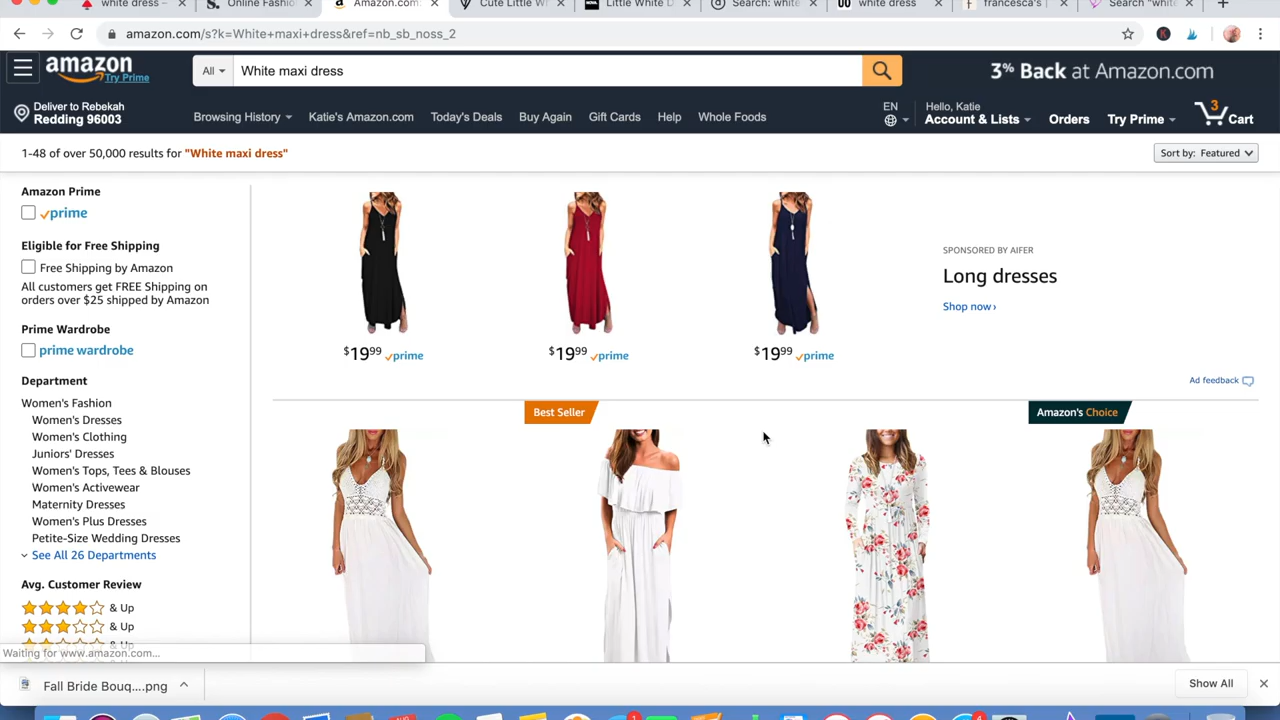 white dress –
Online Fashio
Amazon.com:
Cute Little W
Little White D
Search: white
white dress
francesca's
Search "white
amazon.com/s?k=White+maxi+dress&ref=nb_sb_noss_2
amazon
Try Prime
All
White maxi dress
3% Back at Amazon.com
Deliver to Rebekah
Redding 96003
Browsing History
Katie's Amazon.com
Today's Deals
Buy Again
Gift Cards
Help
Whole Foods
EN
Hello, Katie
Account & Lists
Orders
Try Prime
3
Cart
1-48 of over 50,000 results for "White maxi dress"
Sort by: Featured
Amazon Prime
prime
Eligible for Free Shipping
Free Shipping by Amazon
All customers get FREE Shipping on
orders over $25 shipped by Amazon
Prime Wardrobe
prime wardrobe
Department
Women's Fashion
Women's Dresses
Women's Clothing
Juniors' Dresses
Women's Tops, Tees & Blouses
Women's Activewear
Maternity Dresses
Women's Plus Dresses
Petite-Size Wedding Dresses
See All 26 Departments
Avg. Customer Review
& Up
& Up
& Up
$19.99 prime
$19.99 prime
$19.99 prime
SPONSORED BY AIFER
Long dresses
Shop now›
Ad feedback
Best Seller
Amazon's Choice
Waiting for www.amazon.com...
Fall Bride Bouq....png
Show All